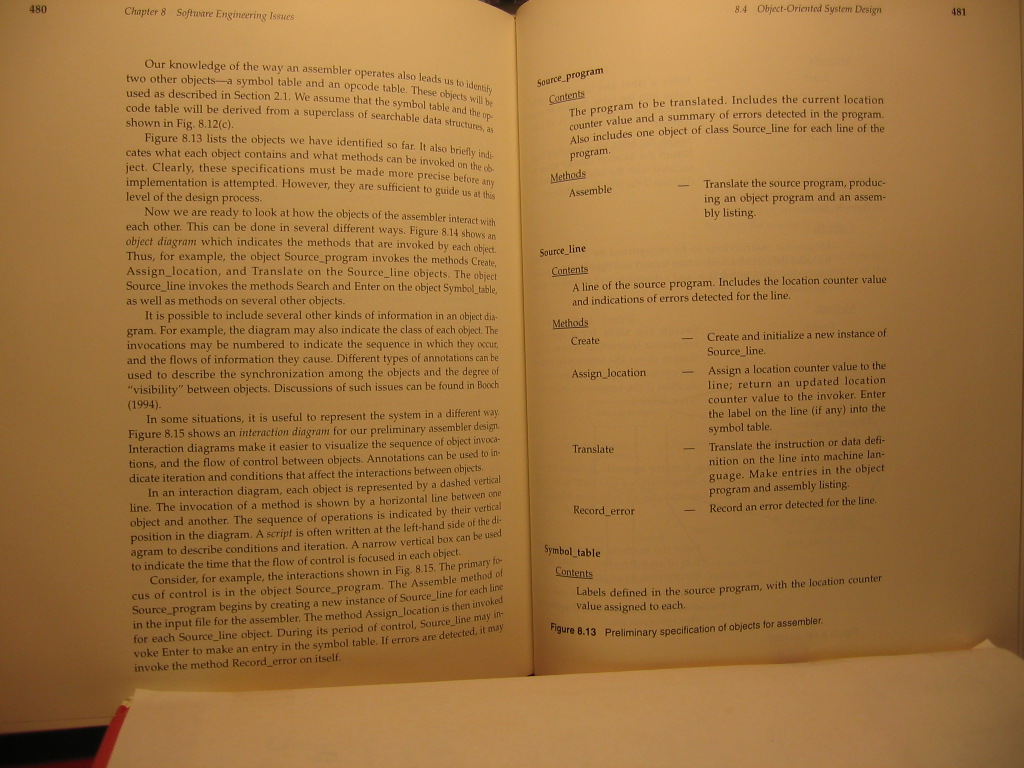 480
Chapter 8 Software Engineering Issues
Our knowledge of the way an assembler operates also leads us to identify
two other objects—a symbol table and an opcode table. These objects will be
used as described in Section 2.1. We assume that the symbol table and the op-
code table will be derived from a superclass of searchable data structures, as
shown in Fig. 8.12(c).
Figure 8.13 lists the objects we have identified so far. It also briefly indi-
cates what each object contains and what methods can be invoked on the ob-
ject. Clearly, these specifications must be made more precise before any
implementation is attempted. However, they are sufficient to guide us at this
level of the design process.
Now we are ready to look at how the objects of the assembler interact with
each other. This can be done in several different ways. Figure 8.14 shows an
object diagram which indicates the methods that are invoked by each object.
Thus, for example, the object Source_program invokes the methods Create,
Assign_location, and Translate on the Source_line objects. The object
Source_line invokes the methods Search and Enter on the object Symbol_table,
as well as methods on several other objects.
It is possible to include several other kinds of information in an object dia-
gram. For example, the diagram may also indicate the class of each object. The
invocations may be numbered to indicate the sequence in which they occur,
and the flows of information they cause. Different types of annotations can be
used to describe the synchronization among the objects and the degree of
"visibility" between objects. Discussions of such issues can be found in Booch
(1994).
In some situations, it is useful to represent the system in a different way.
Figure 8.15 shows an interaction diagram for our preliminary assembler design.
Interaction diagrams make it easier to visualize the sequence of object invoca-
tions, and the flow of control between objects. Annotations can be used to in-
dicate iteration and conditions that affect the interactions between objects.
In an interaction diagram, each object is represented by a dashed vertical
line. The invocation of a method is shown by a horizontal line between one
object and another. The sequence of operations is indicated by their vertical
position in the diagram. A script is often written at the left-hand side of the di-
agram to describe conditions and iteration. A narrow vertical box can be used
to indicate the time that the flow of control is focused in each object.
Consider, for example, the interactions shown in Fig. 8.15. The primary fo-
cus of control is in the object Source_program. The Assemble method of
Source_program begins by creating a new instance of Source_line for each line
in the input file for the assembler. The method Assign_location is then invoked
for each Source_line object. During its period of control, Source_line may in-
voke Enter to make an entry in the symbol table. If errors are detected, it may
invoke the method Record_error on itself.
8.4 Object-Oriented System Design
481
Source_program
Contents
The program to be translated. Includes the current location
counter value and a summary of errors detected in the program.
Also includes one object of class Source_line for each line of the
program.
Methods
Assemble — Translate the source program, produc-
ing an object program and an assem-
bly listing.
Source_line
Contents
A line of the source program. Includes the location counter value
and indications of errors detected for the line.
Methods
Create — Create and initialize a new instance of
Source_line.
Assign_location — Assign a location counter value to the
line; return an updated location
counter value to the invoker. Enter
the label on the line (if any) into the
symbol table.
Translate — Translate the instruction or data defi-
nition on the line into machine lan-
guage. Make entries in the object
program and assembly listing.
Record_error — Record an error detected for the line.
Symbol_table
Contents
Labels defined in the source program, with the location counter
value assigned to each.
Figure 8.13 Preliminary specification of objects for assembler.